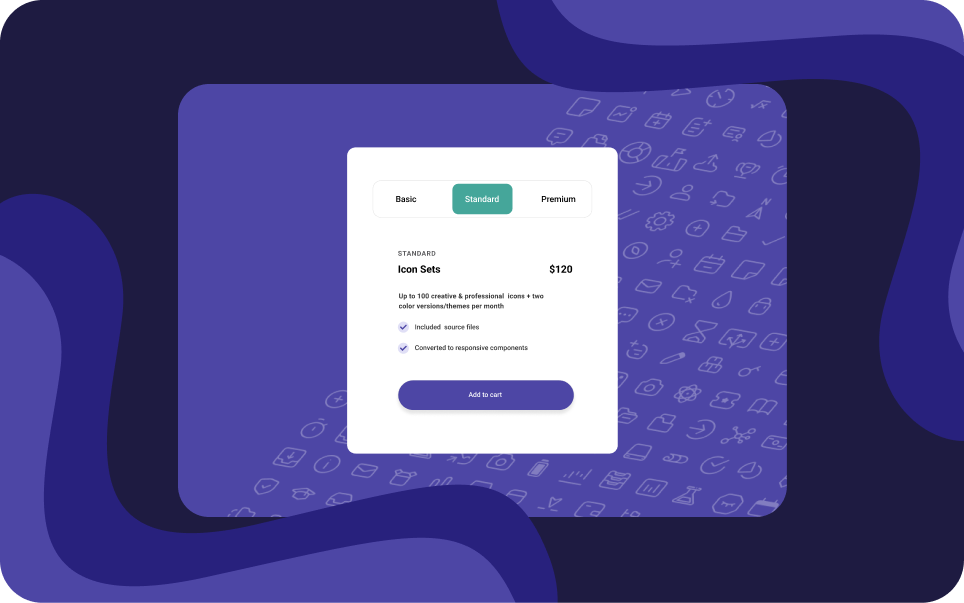 Basic Standard Premium
STANDARD
Icon Sets $120
Up to 100 creative & professional icons + two
color versions/themes per month
Included source files
Converted to responsive components
Add to cart